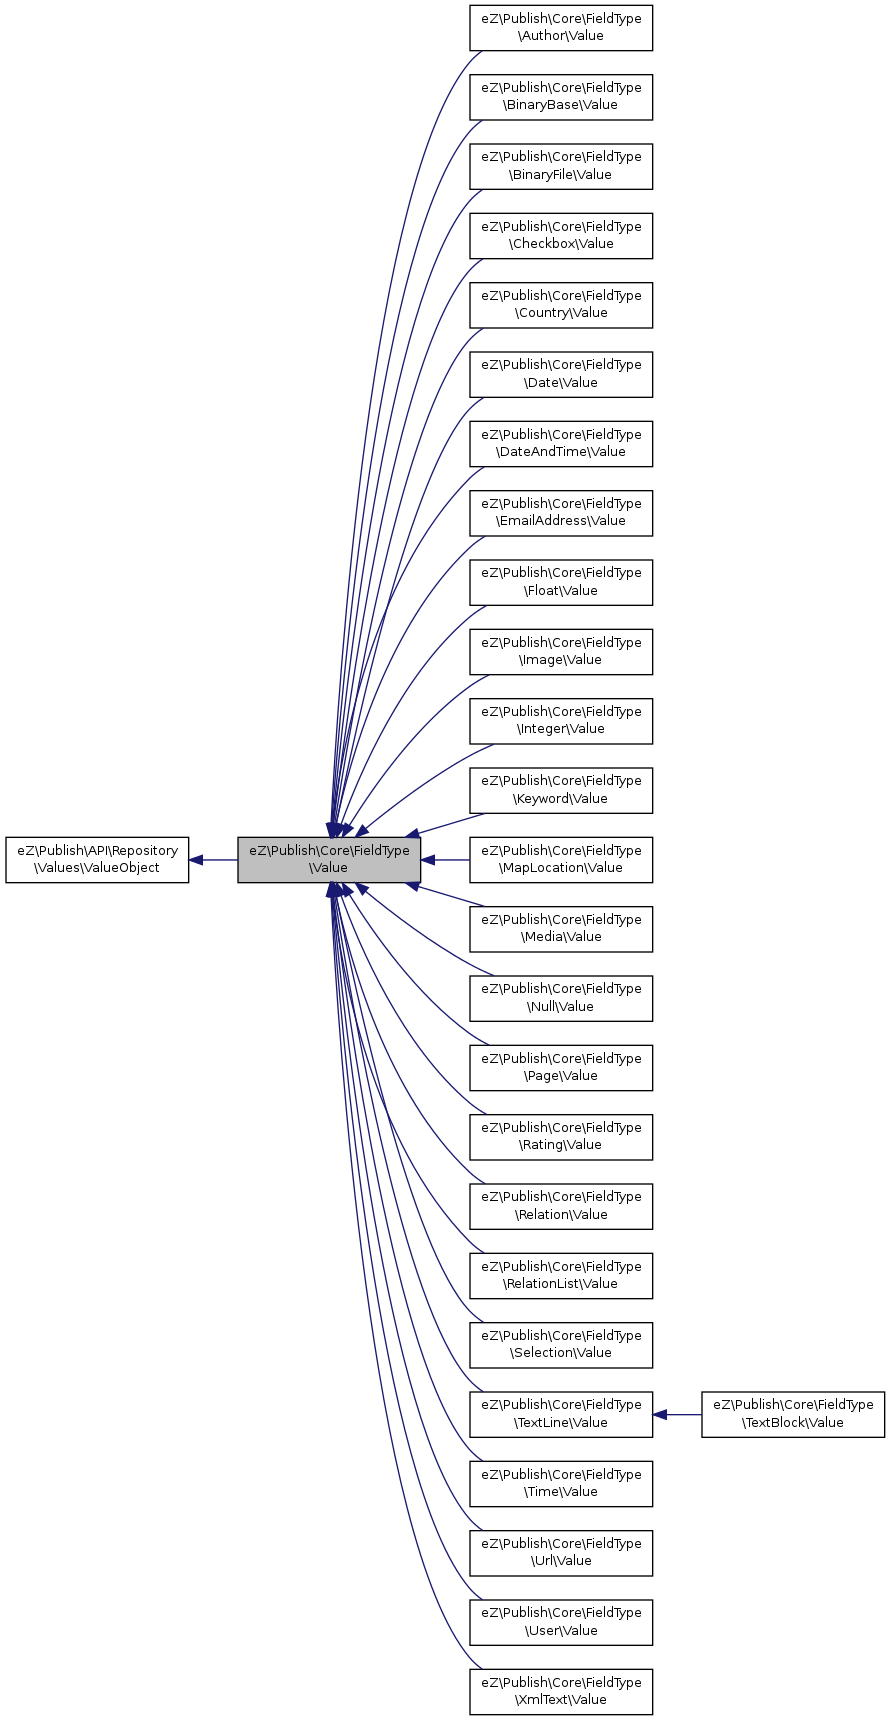 eZ\Publish\Core\FieldType
\Author\Value
eZ\Publish\Core\FieldType
\BinaryBase\Value
eZ\Publish\Core\FieldType
\BinaryFile\Value
eZ\Publish\Core\FieldType
\Checkbox\Value
eZ\Publish\Core\FieldType
\Country\Value
eZ\Publish\Core\FieldType
\Date\Value
eZ\Publish\Core\FieldType
\DateAndTime\Value
eZ\Publish\Core\FieldType
\EmailAddress\Value
eZ\Publish\Core\FieldType
\Float\Value
eZ\Publish\Core\FieldType
\Image\Value
eZ\Publish\Core\FieldType
\Integer\Value
eZ\Publish\Core\FieldType
\Keyword\Value
eZ\Publish\API\Repository
\Values\ValueObject
eZ\Publish\Core\FieldType
\Value
eZ\Publish\Core\FieldType
\MapLocation\Value
eZ\Publish\Core\FieldType
\Media\Value
eZ\Publish\Core\FieldType
\Null\Value
eZ\Publish\Core\FieldType
\Page\Value
eZ\Publish\Core\FieldType
\Rating\Value
eZ\Publish\Core\FieldType
\Relation\Value
eZ\Publish\Core\FieldType
\RelationList\Value
eZ\Publish\Core\FieldType
\Selection\Value
eZ\Publish\Core\FieldType
\TextLine\Value
eZ\Publish\Core\FieldType
\TextBlock\Value
eZ\Publish\Core\FieldType
\Time\Value
eZ\Publish\Core\FieldType
\Url\Value
eZ\Publish\Core\FieldType
\User\Value
eZ\Publish\Core\FieldType
\XmlText\Value